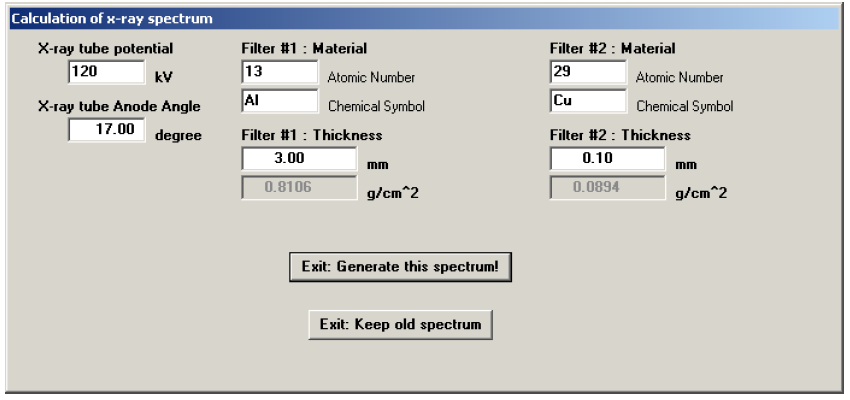 Calculation of x-ray spectrum
X-ray tube potential
120 kV
X-ray tube Anode Angle
17.00 degree
Filter #1 : Material
13 Atomic Number
Al Chemical Symbol
Filter #1 : Thickness
3.00 mm
0.8106 g/cm^2
Filter #2 : Material
29 Atomic Number
Cu Chemical Symbol
Filter #2 : Thickness
0.10 mm
0.0894 g/cm^2
Exit: Generate this spectrum!
Exit: Keep old spectrum